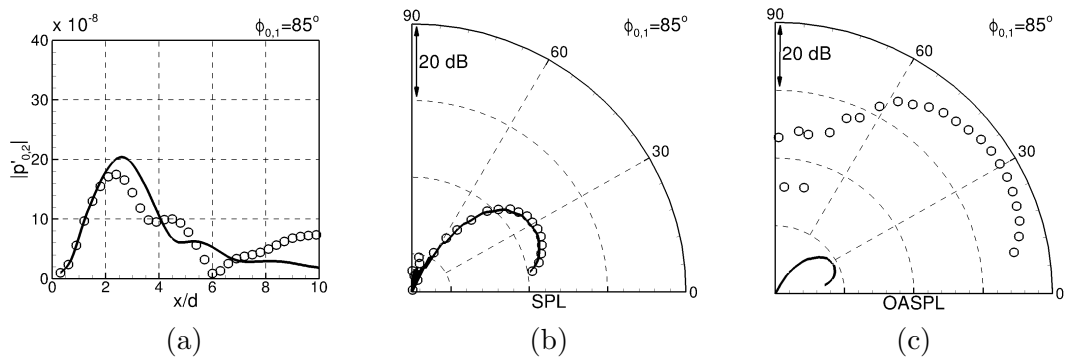 x 10⁻⁸
ϕ₀,₁=85°
40
30
20
10
0
|p'₀,₂|
0 2 4 6 8 10
x/d
(a)
90
ϕ₀,₁=85°
60
20 dB
30
0
SPL
(b)
90
ϕ₀,₁=85°
60
20 dB
30
0
OASPL
(c)